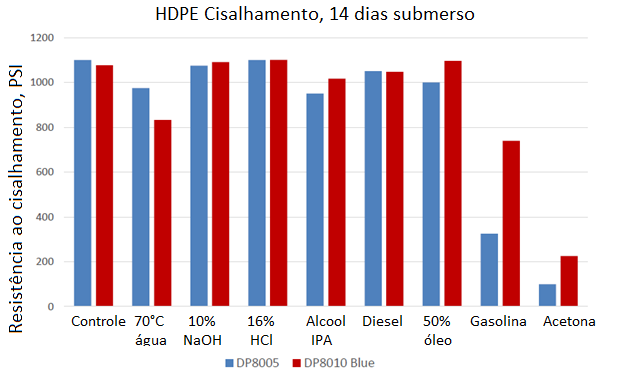 HDPE Cisalhamento, 14 dias submerso
Resistência ao cisalhamento, PSI
1200
1000
800
600
400
200
0
Controle 70°C 10% 16% Alcool Diesel 50% Gasolina Acetona
água NaOH HCl IPA óleo
DP8005 DP8010 Blue